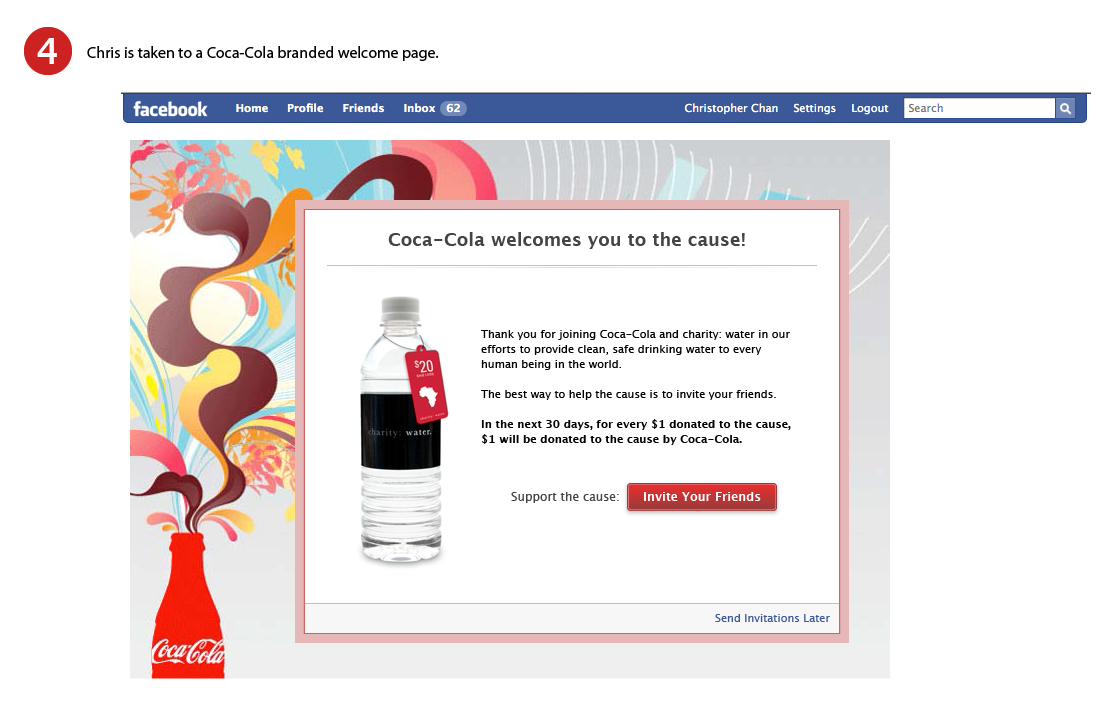 4
Chris is taken to a Coca-Cola branded welcome page.
facebook Home Profile Friends Inbox 62 Christopher Chan Settings Logout Search
Coca-Cola welcomes you to the cause!
Thank you for joining Coca-Cola and charity: water in our
efforts to provide clean, safe drinking water to every
human being in the world.
The best way to help the cause is to invite your friends.
In the next 30 days, for every $1 donated to the cause,
$1 will be donated to the cause by Coca-Cola.
$20
charity: water.
Support the cause: Invite Your Friends
Send Invitations Later
Coca-Cola